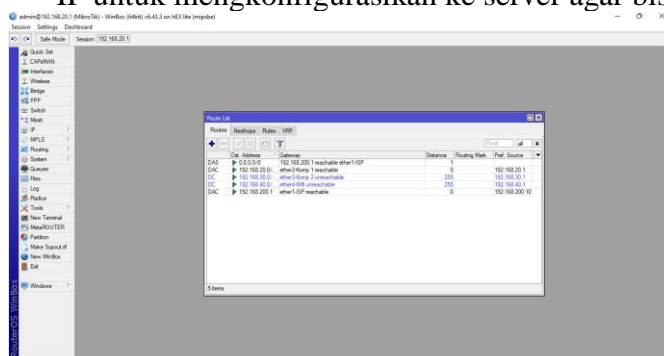 IP untuk mengkonfigurasikan ke server agar bis
admin@192.168.20.1 (MikroTik) - WinBox (64bit) v6.43.3 on hEX lite (mipsbe)
Session Settings Dashboard
Safe Mode Session: 192.168.20.1
Quick Set
CAPsMAN
Interfaces
Wireless
Bridge
PPP
Switch
Mesh
IP
MPLS
Routing
System
Queues
Files
Log
Radius
Tools
New Terminal
MetaROUTER
Partition
Make Supout.rif
New WinBox
Exit
Windows
RouterOS WinBox
Route List
Routes Nexthops Rules VRF
Find all
Dst. Address Gateway Distance Routing Mark Pref. Source
DAS 0.0.0.0/0 192.168.200.1 reachable ether1-ISP 1
DAC 192.168.20.0/... ether2-Komp 1 reachable 0 192.168.20.1
DC 192.168.30.0/... ether3-Komp 2 unreachable 255 192.168.30.1
DC 192.168.40.0/... ether4-Wifi unreachable 255 192.168.40.1
DAC 192.168.200.1 ether1-ISP reachable 0 192.168.200.10
5 items